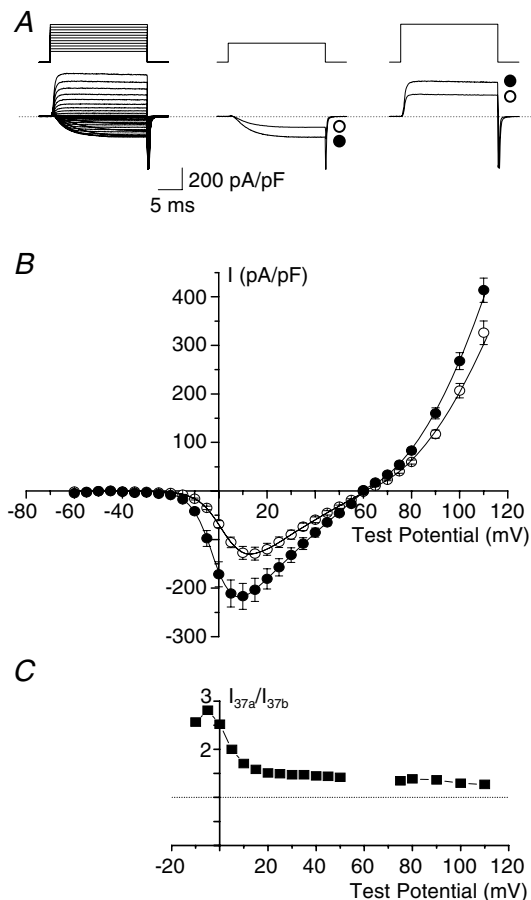 A
200 pA/pF
5 ms
B
I (pA/pF)
400
300
200
100
-80 -60 -40 20 40 60 80 100 120
Test Potential (mV)
-200
-300
C
I37a/I37b
3
2
-20 0 20 40 60 80 100 120
Test Potential (mV)